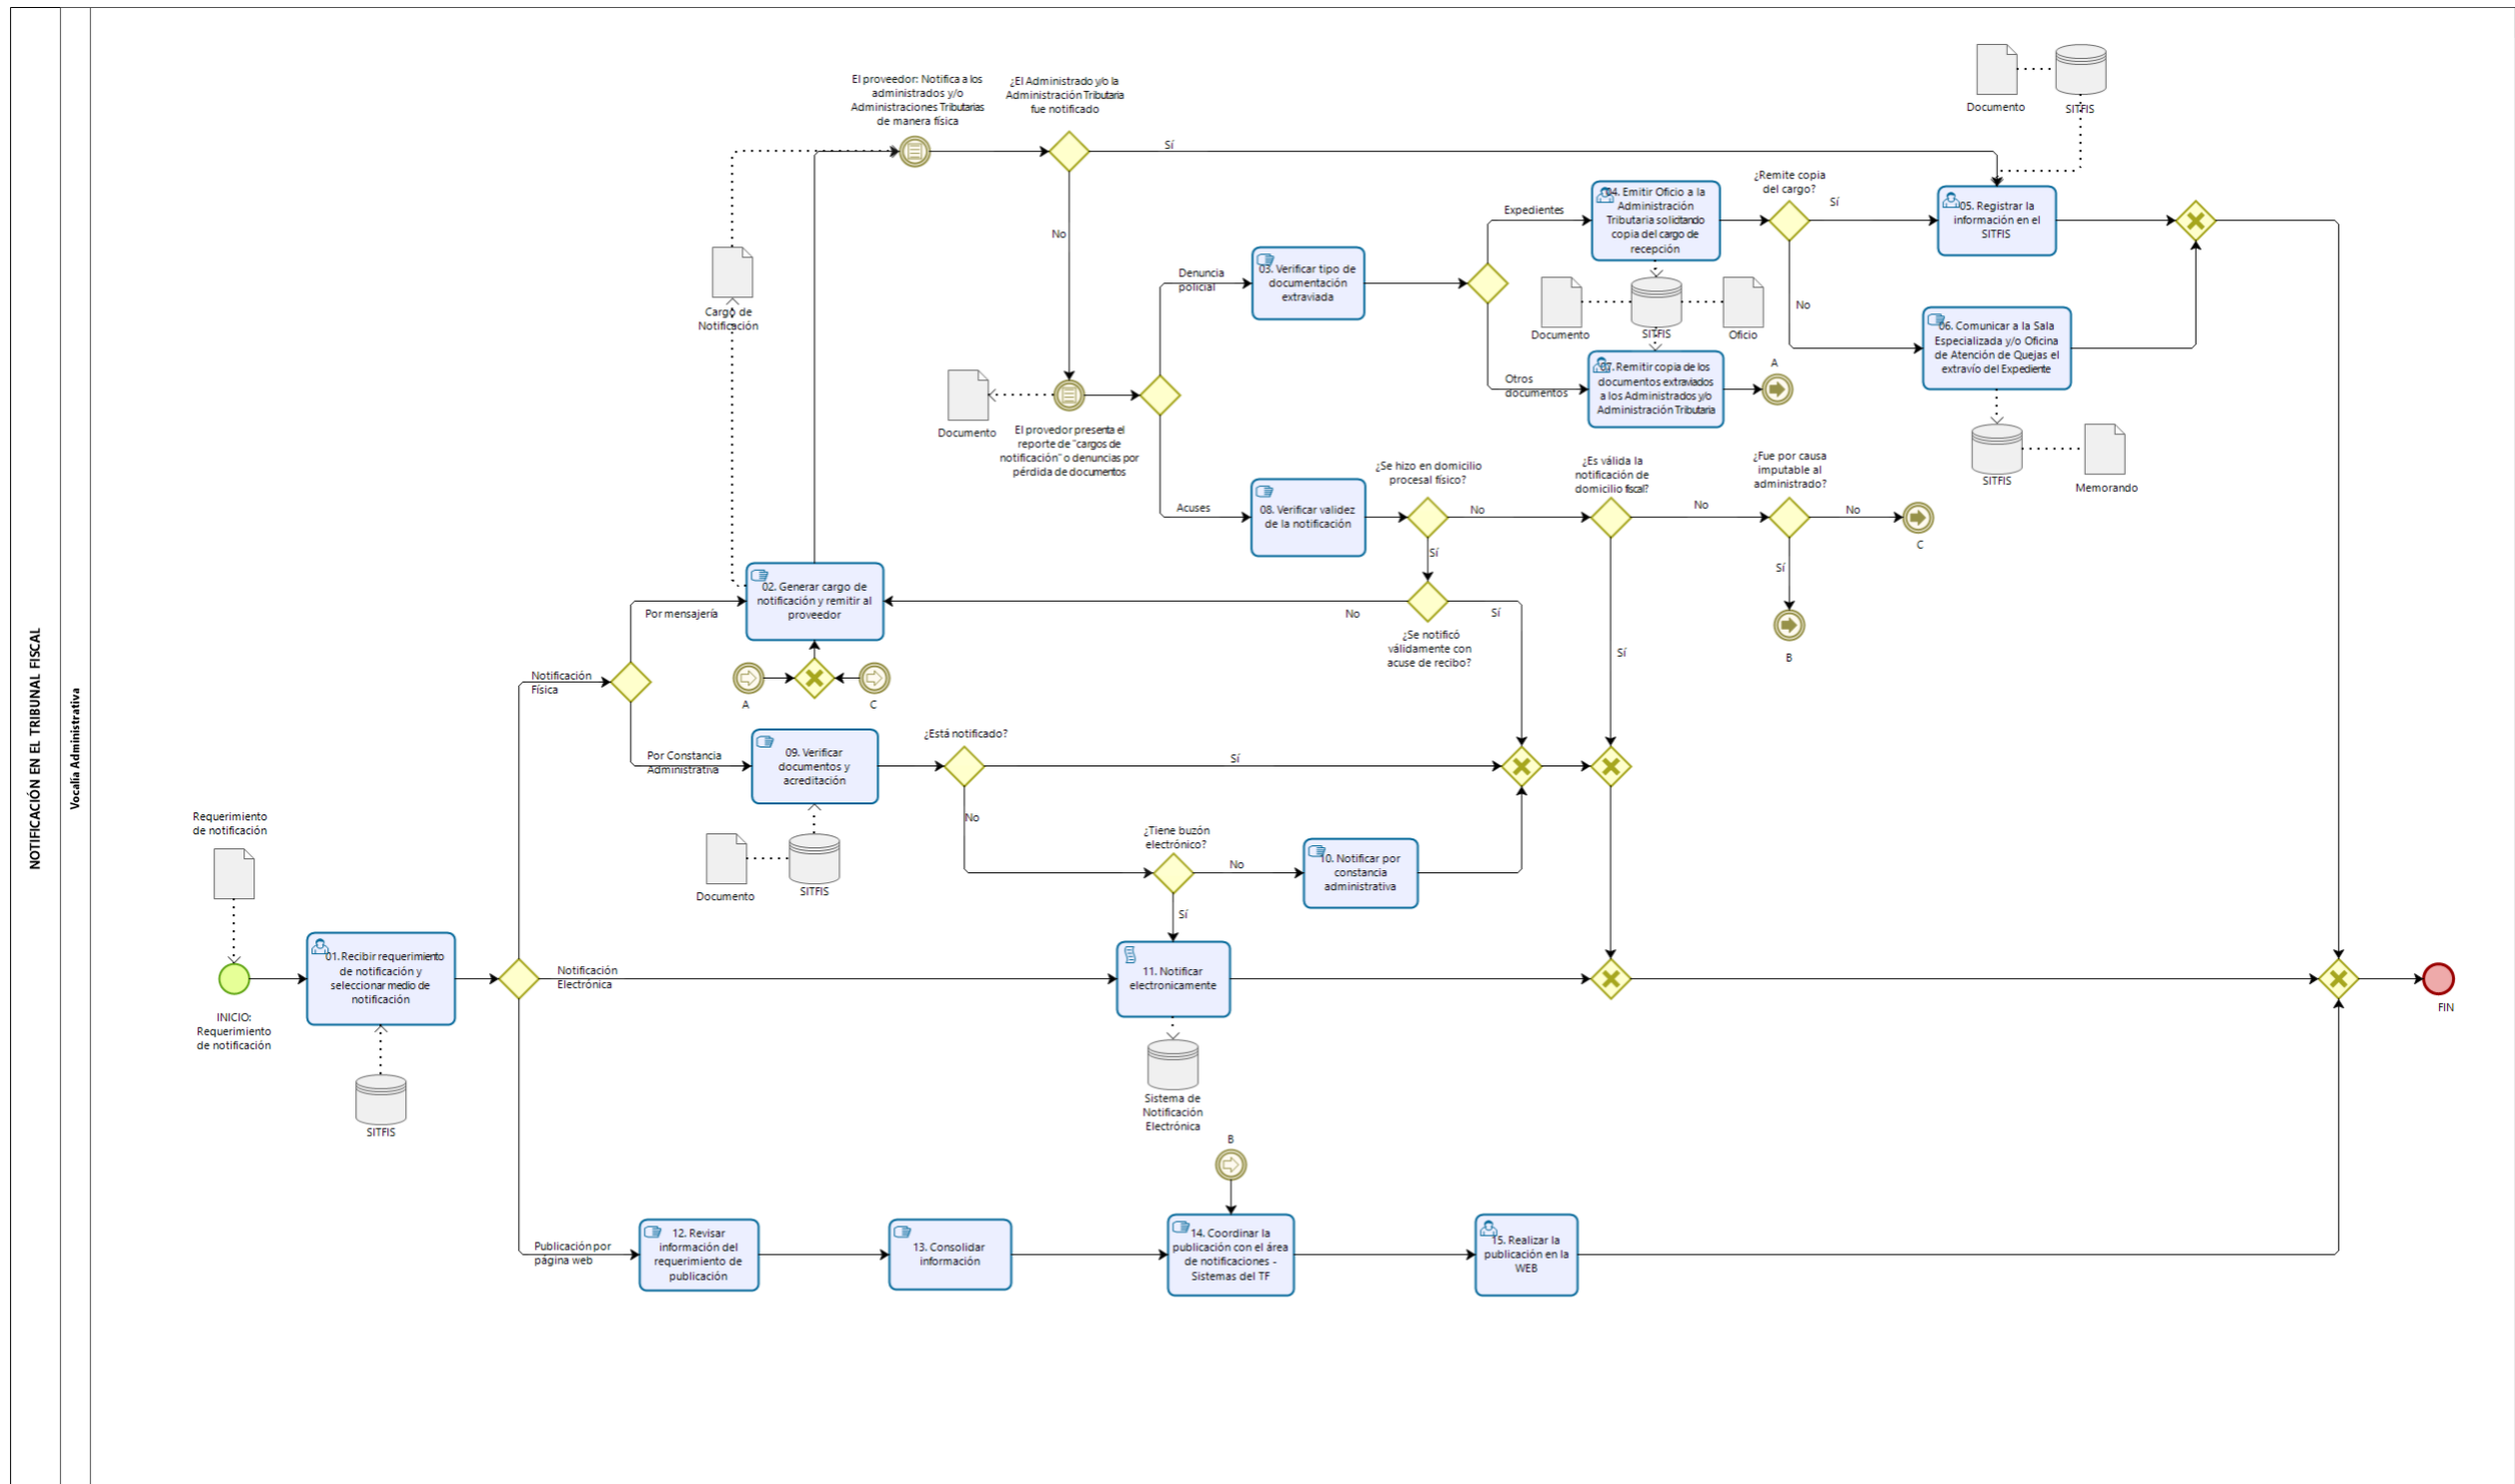 NOTIFICACIÓN EN EL TRIBUNAL FISCAL
Vocalía Administrativa
Requerimiento
de notificación
INICIO:
Requerimiento
de notificación
01. Recibir requerimiento
de notificación y
seleccionar medio de
notificación
SITFIS
Notificación
Física
Notificación
Electrónica
Publicación por
página web
Por mensajería
Por Constancia
Administrativa
02. Generar cargo de
notificación y remitir al
proveedor
A
C
Cargo de
Notificación
El proveedor: Notifica a los
administrados y/o
Administraciones Tributarias
de manera física
¿El Administrado y/o la
Administración Tributaria
fue notificado
Sí
No
Documento
El provedor presenta el
reporte de "cargos de
notificación" o denuncias por
pérdida de documentos
Denuncia
policial
Acuses
03. Verificar tipo de
documentación
extraviada
Expedientes
Otros
documentos
04. Emitir Oficio a la
Administración
Tributaria solicitando
copia del cargo de
recepción
Documento
SITFIS
Oficio
07. Remitir copia de los
documentos extraviados
a los Administrados y/o
Administración Tributaria
A
¿Remite copia
del cargo?
Sí
No
Documento
SITFIS
05. Registrar la
información en el
SITFIS
06. Comunicar a la Sala
Especializada y/o Oficina
de Atención de Quejas el
extravío del Expediente
SITFIS
Memorando
08. Verificar validez
de la notificación
¿Se hizo en domicilio
procesal físico?
No
Sí
¿Es válida la
notificación de
domicilio fiscal?
No
Sí
¿Fue por causa
imputable al
administrado?
No
C
Sí
B
No
Sí
¿Se notificó
válidamente con
acuse de recibo?
09. Verificar
documentos y
acreditación
Documento
SITFIS
¿Está notificado?
Sí
No
¿Tiene buzón
electrónico?
No
Sí
10. Notificar por
constancia
administrativa
11. Notificar
electronicamente
Sistema de
Notificación
Electrónica
FIN
B
12. Revisar
información del
requerimiento de
publicación
13. Consolidar
información
14. Coordinar la
publicación con el área
de notificaciones -
Sistemas del TF
15. Realizar la
publicación en la
WEB